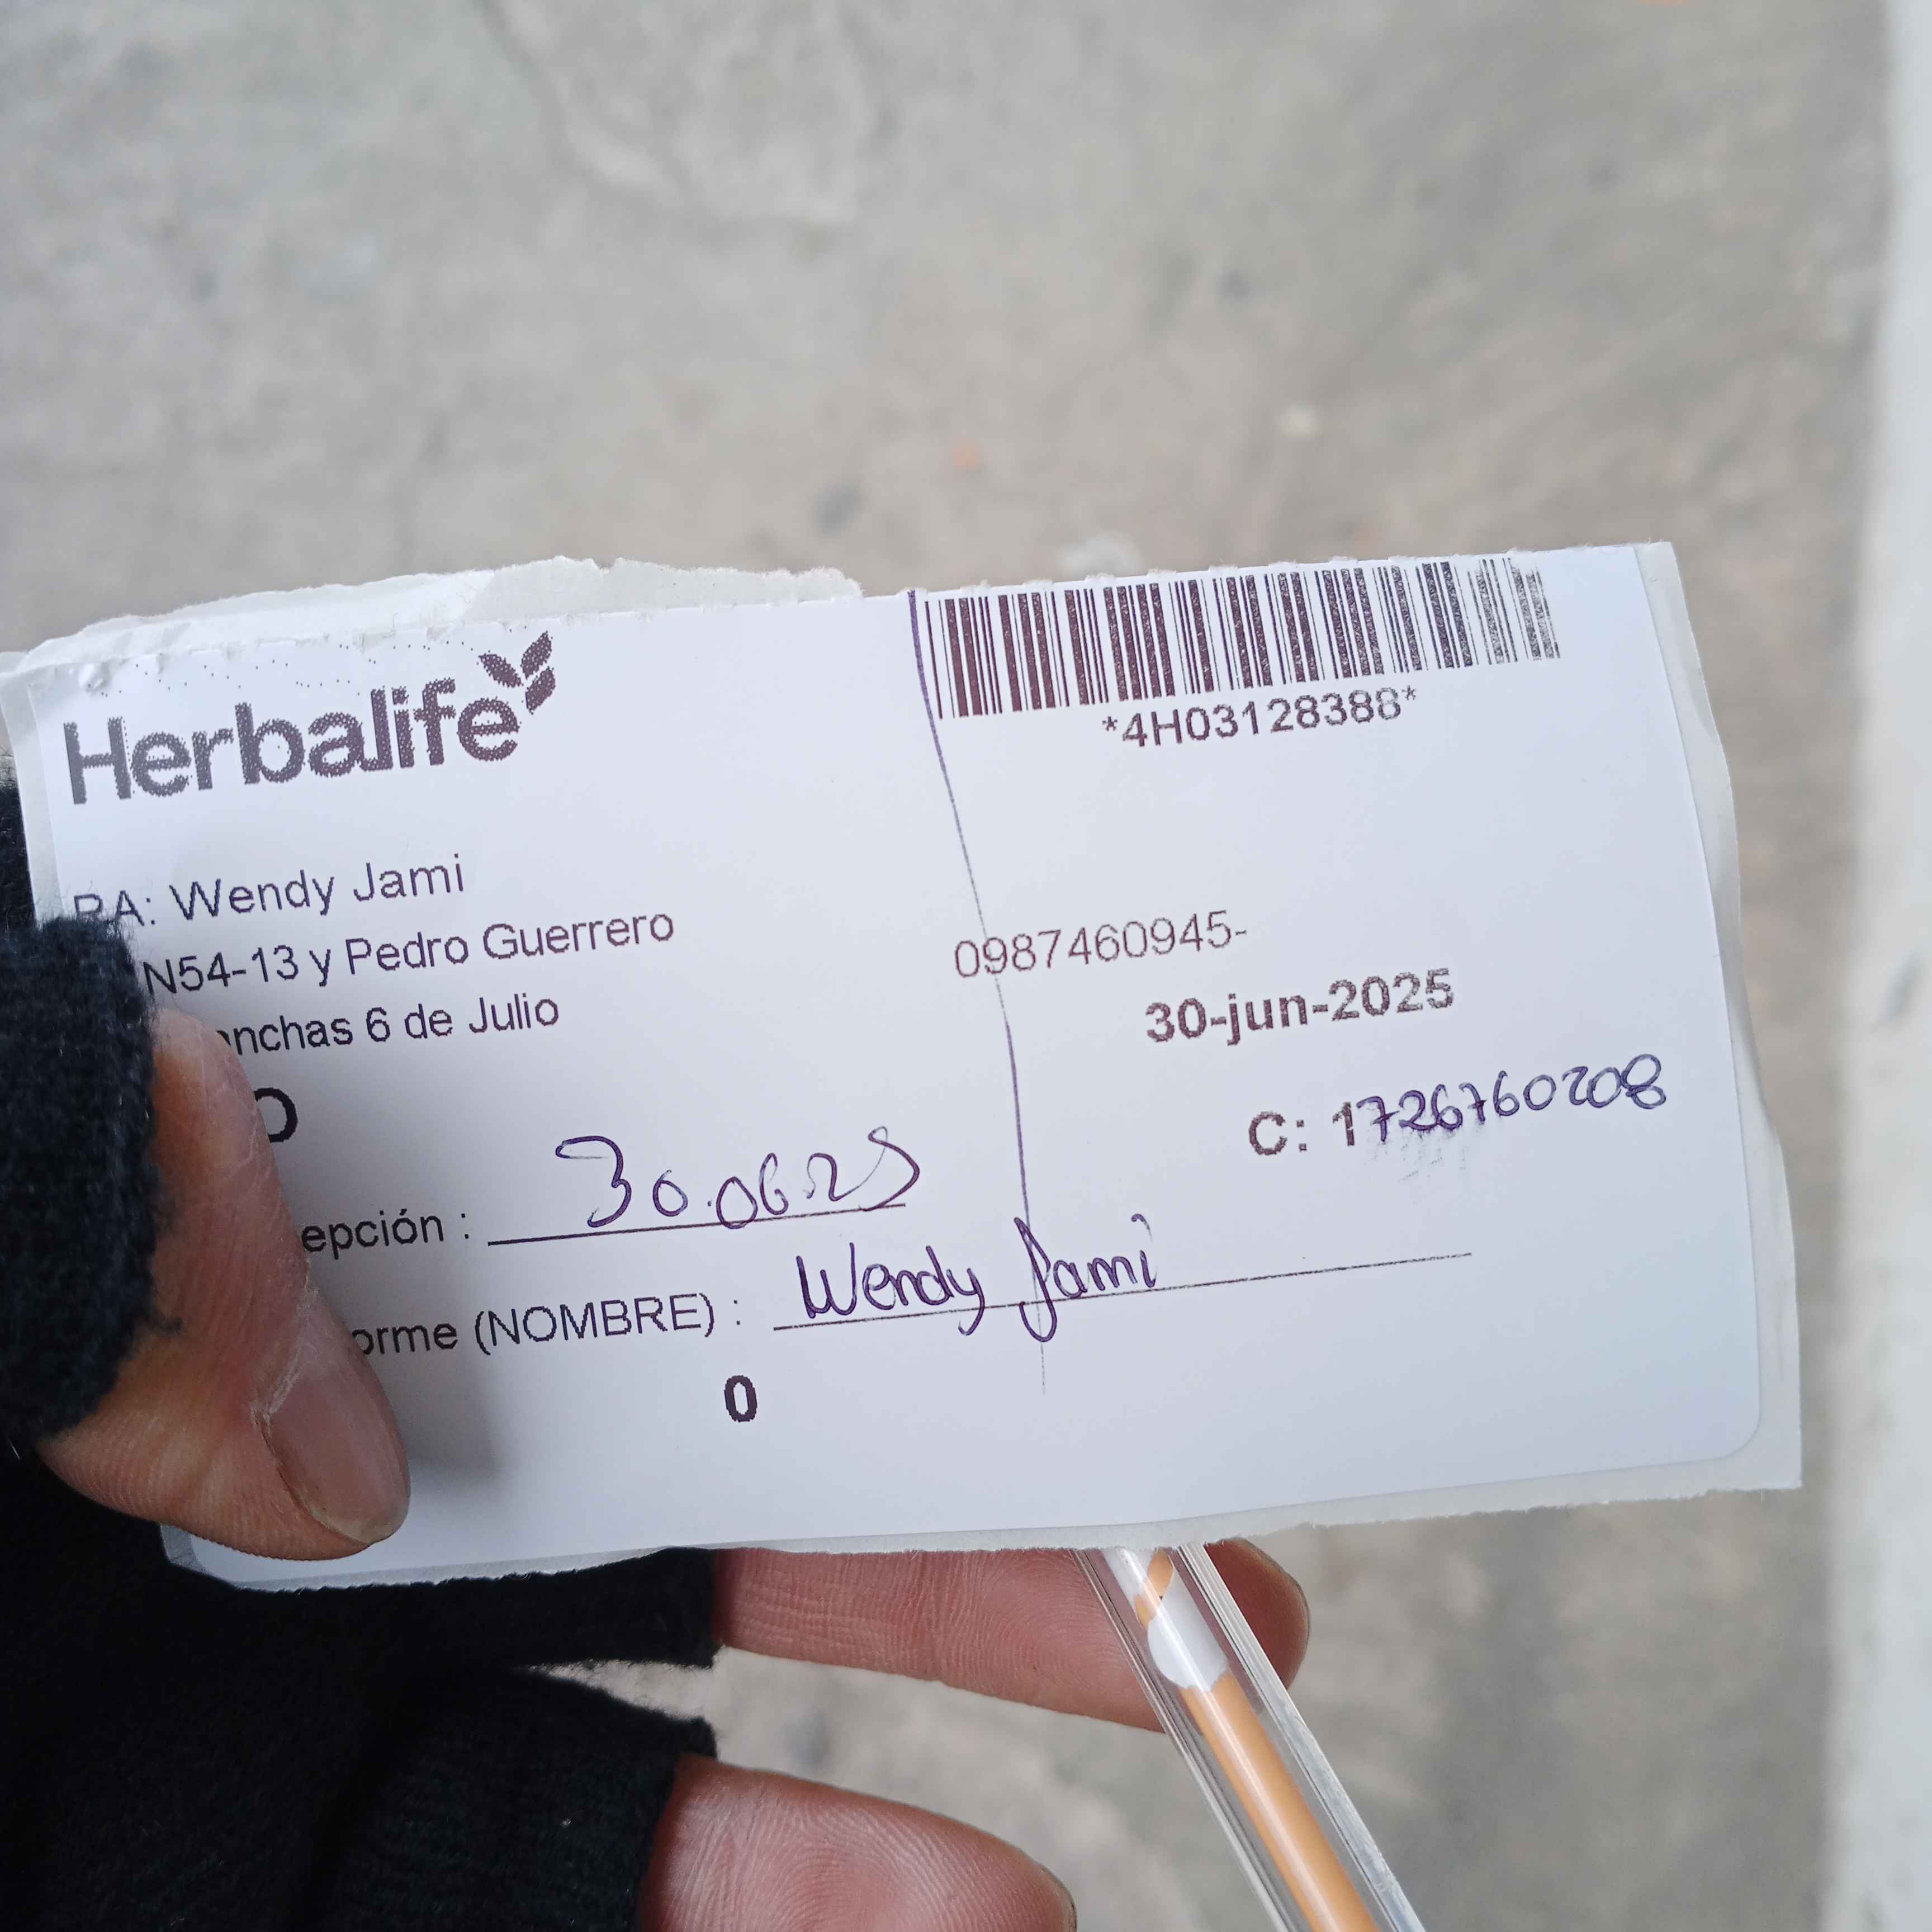 Herbalife
*4H03128388*
RA: Wendy Jami
N54-13 y Pedro Guerrero
0987460945-
nchas 6 de Julio
30-jun-2025
O
C: 1726760208
epción : 30.06.25
orme (NOMBRE) : Wendy Jami
0